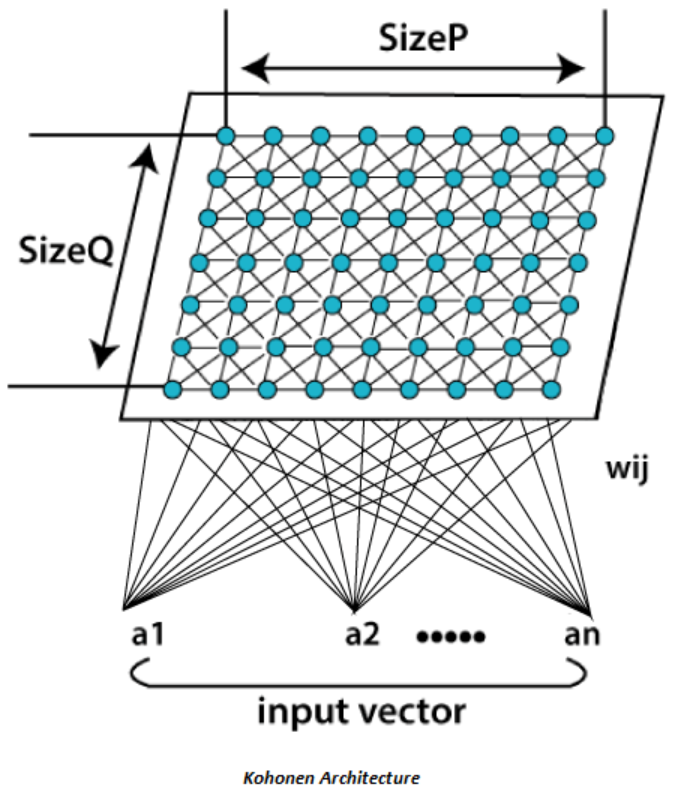 SizeP
SizeQ
wij
a1 a2 ••••• an
input vector
Kohonen Architecture